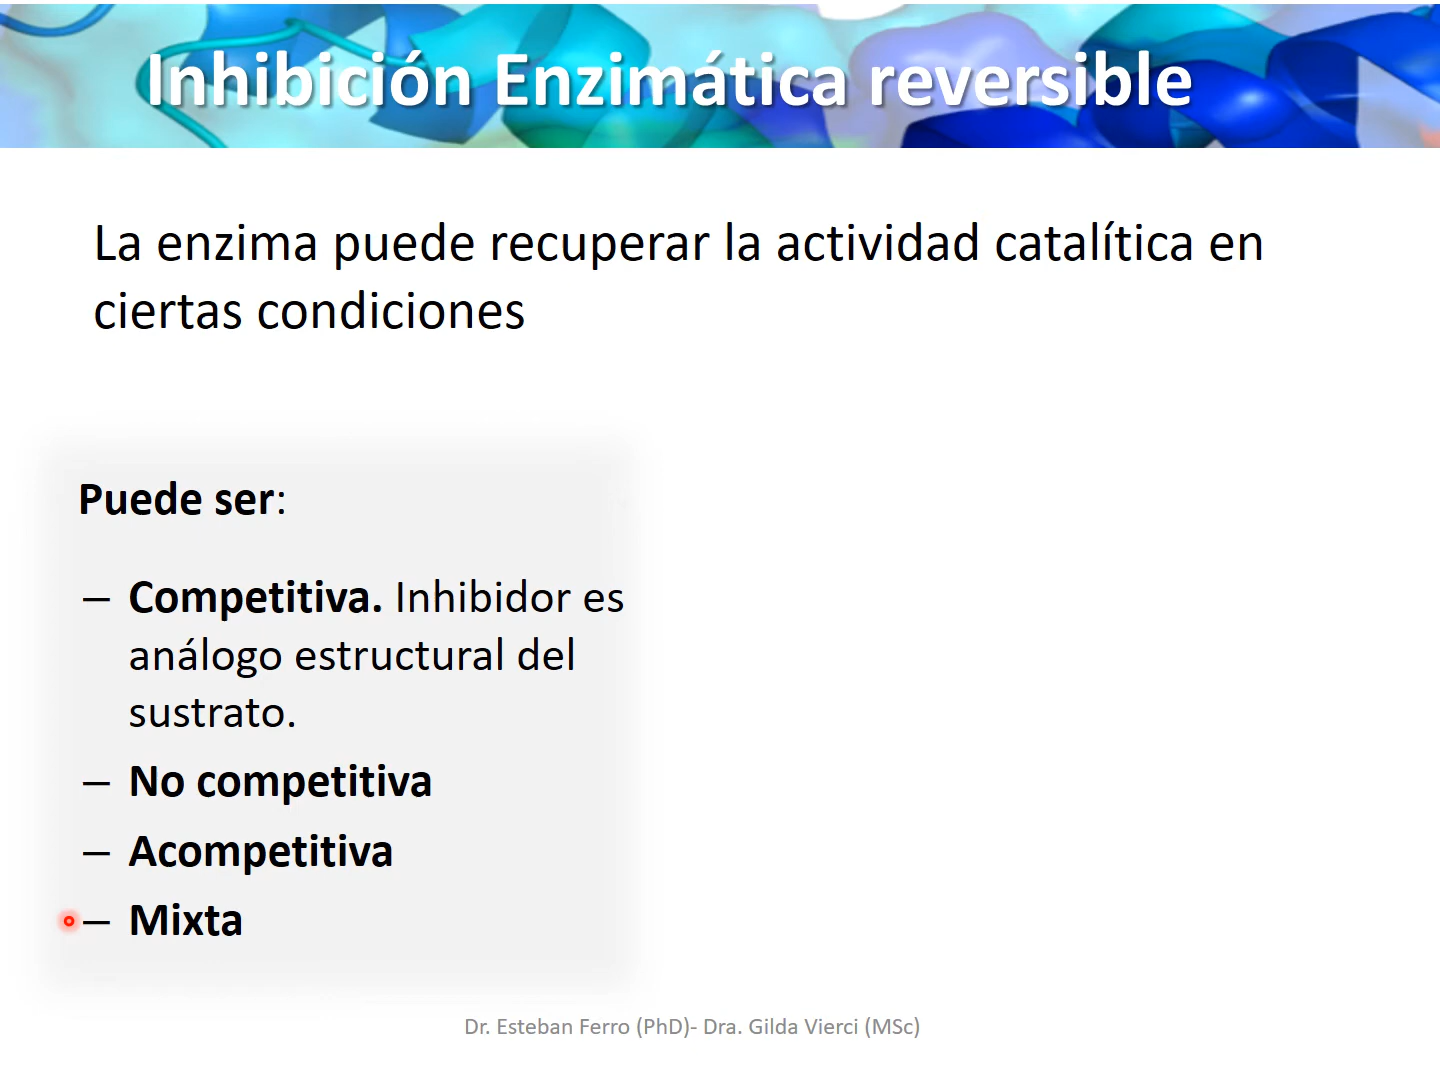 Inhibición Enzimática reversible
La enzima puede recuperar la actividad catalítica en
ciertas condiciones
Puede ser:
– Competitiva. Inhibidor es
análogo estructural del
sustrato.
– No competitiva
– Acompetitiva
– Mixta
Dr. Esteban Ferro (PhD)- Dra. Gilda Vierci (MSc)